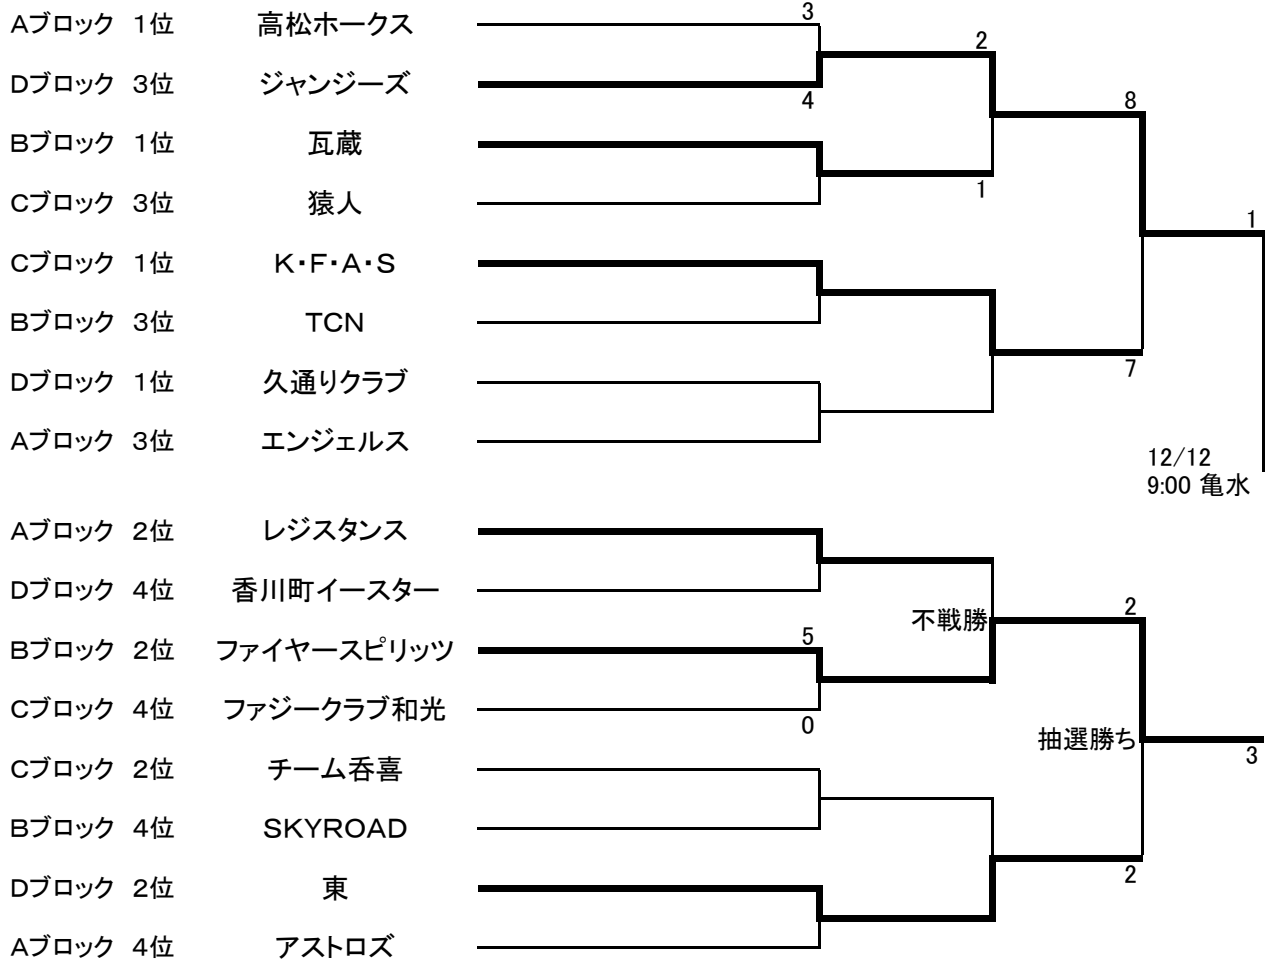 Aブロック 1位 高松ホークス 3
2
Dブロック 3位 ジャンジーズ 4
8
Bブロック 1位 瓦蔵
1
Cブロック 3位 猿人
1
Cブロック 1位 K・F・A・S
Bブロック 3位 TCN
7
Dブロック 1位 久通りクラブ
Aブロック 3位 エンジェルス
12/12
9:00 亀水
Aブロック 2位 レジスタンス
Dブロック 4位 香川町イースター
2
不戦勝
Bブロック 2位 ファイヤースピリッツ 5
Cブロック 4位 ファジークラブ和光 0
抽選勝ち
3
Cブロック 2位 チーム呑喜
Bブロック 4位 SKYROAD
2
Dブロック 2位 東
Aブロック 4位 アストロズ